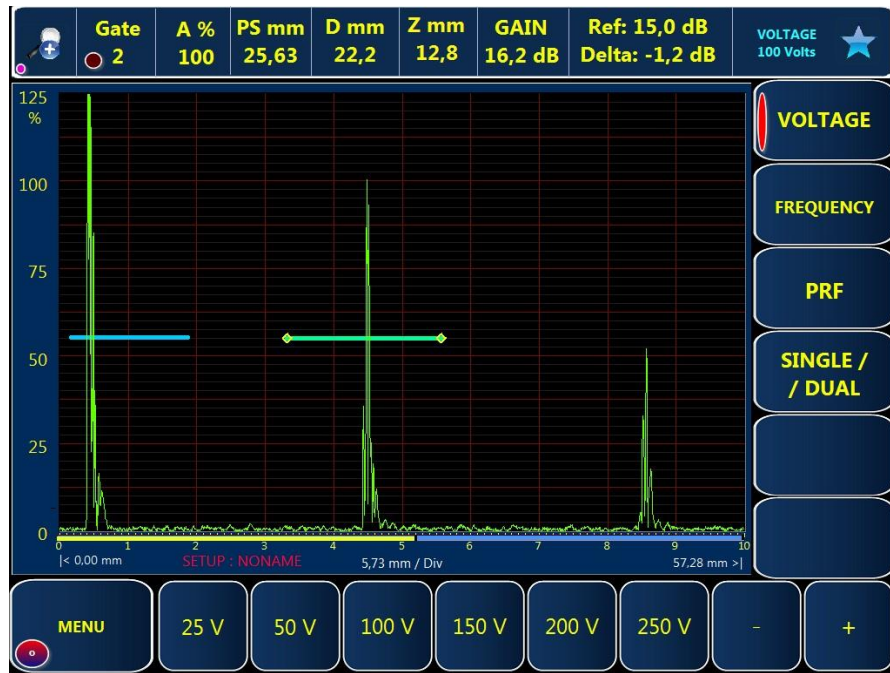 Gate
2
A %
100
PS mm
25,63
D mm
22,2
Z mm
12,8
GAIN
16,2 dB
Ref: 15,0 dB
Delta: -1,2 dB
VOLTAGE
100 Volts
125
%
100
75
50
25
0
0 1 2 3 4 5 6 7 8 9 10
|< 0,00 mm SETUP : NONAME 5,73 mm / Div 57,28 mm >|
VOLTAGE
FREQUENCY
PRF
SINGLE /
/ DUAL
MENU 25 V 50 V 100 V 150 V 200 V 250 V - +